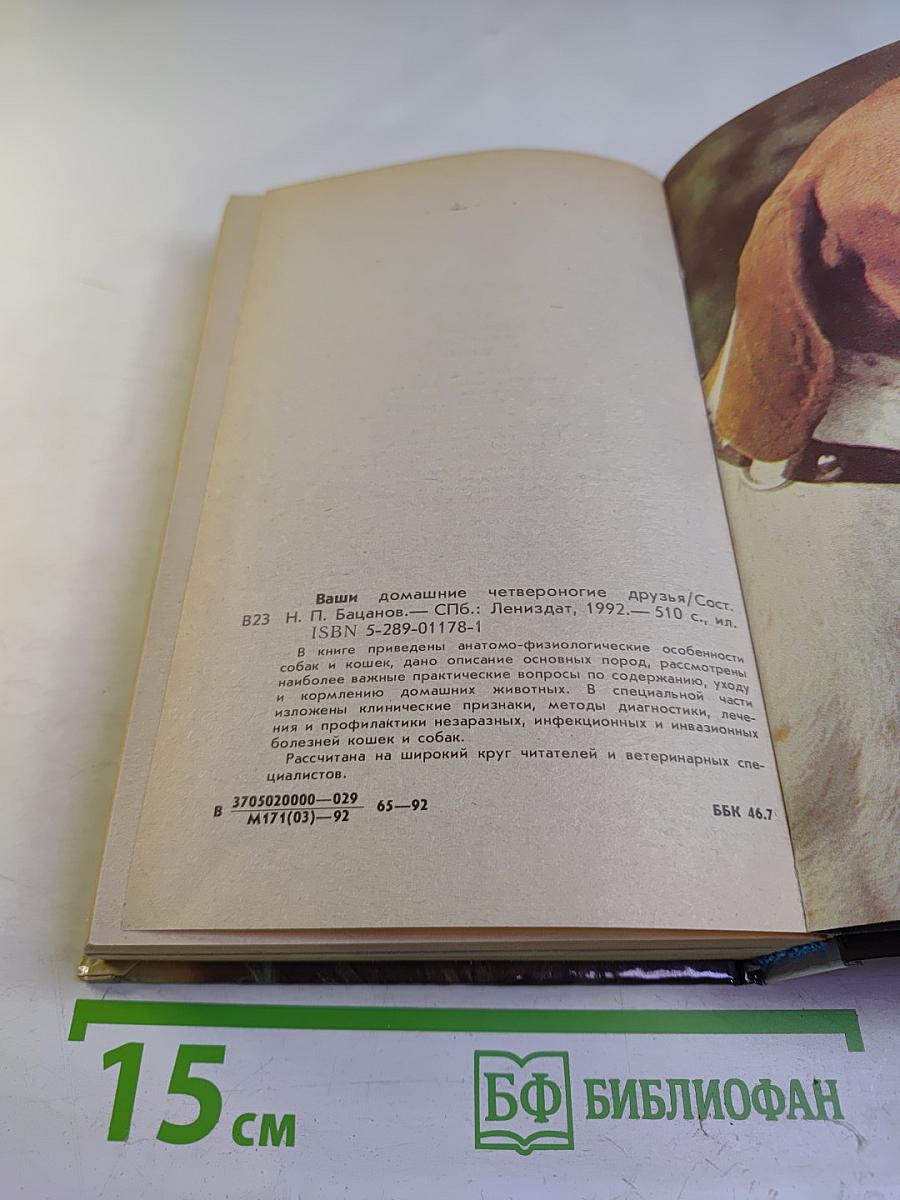 Ваши домашние четвероногие друзья/Сост.
В23 Н. П. Бацанов.— СПб.: Лениздат, 1992.— 510 с., ил.
ISBN 5-289-01178-1
В книге приведены анатомо-физиологические особенности
собак и кошек, дано описание основных пород, рассмотрены
наиболее важные практические вопросы по содержанию, уходу
и кормлению домашних животных. В специальной части
изложены клинические признаки, методы диагностики, лече-
ния и профилактики незаразных, инфекционных и инвазионных
болезней кошек и собак.
Рассчитана на широкий круг читателей и ветеринарных спе-
циалистов.
В 3705020000—029 65—92 ББК 46.7
М171(03)—92
15 см БФ БИБЛИОФАН